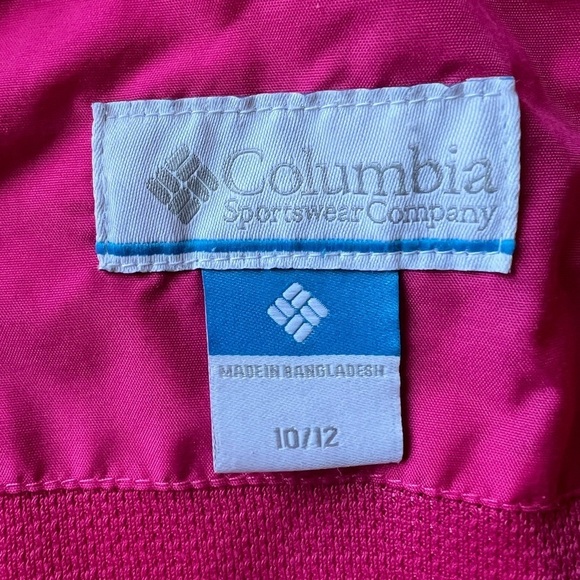 Columbia
Sportswear Company
MADE IN BANGLADESH
10/12